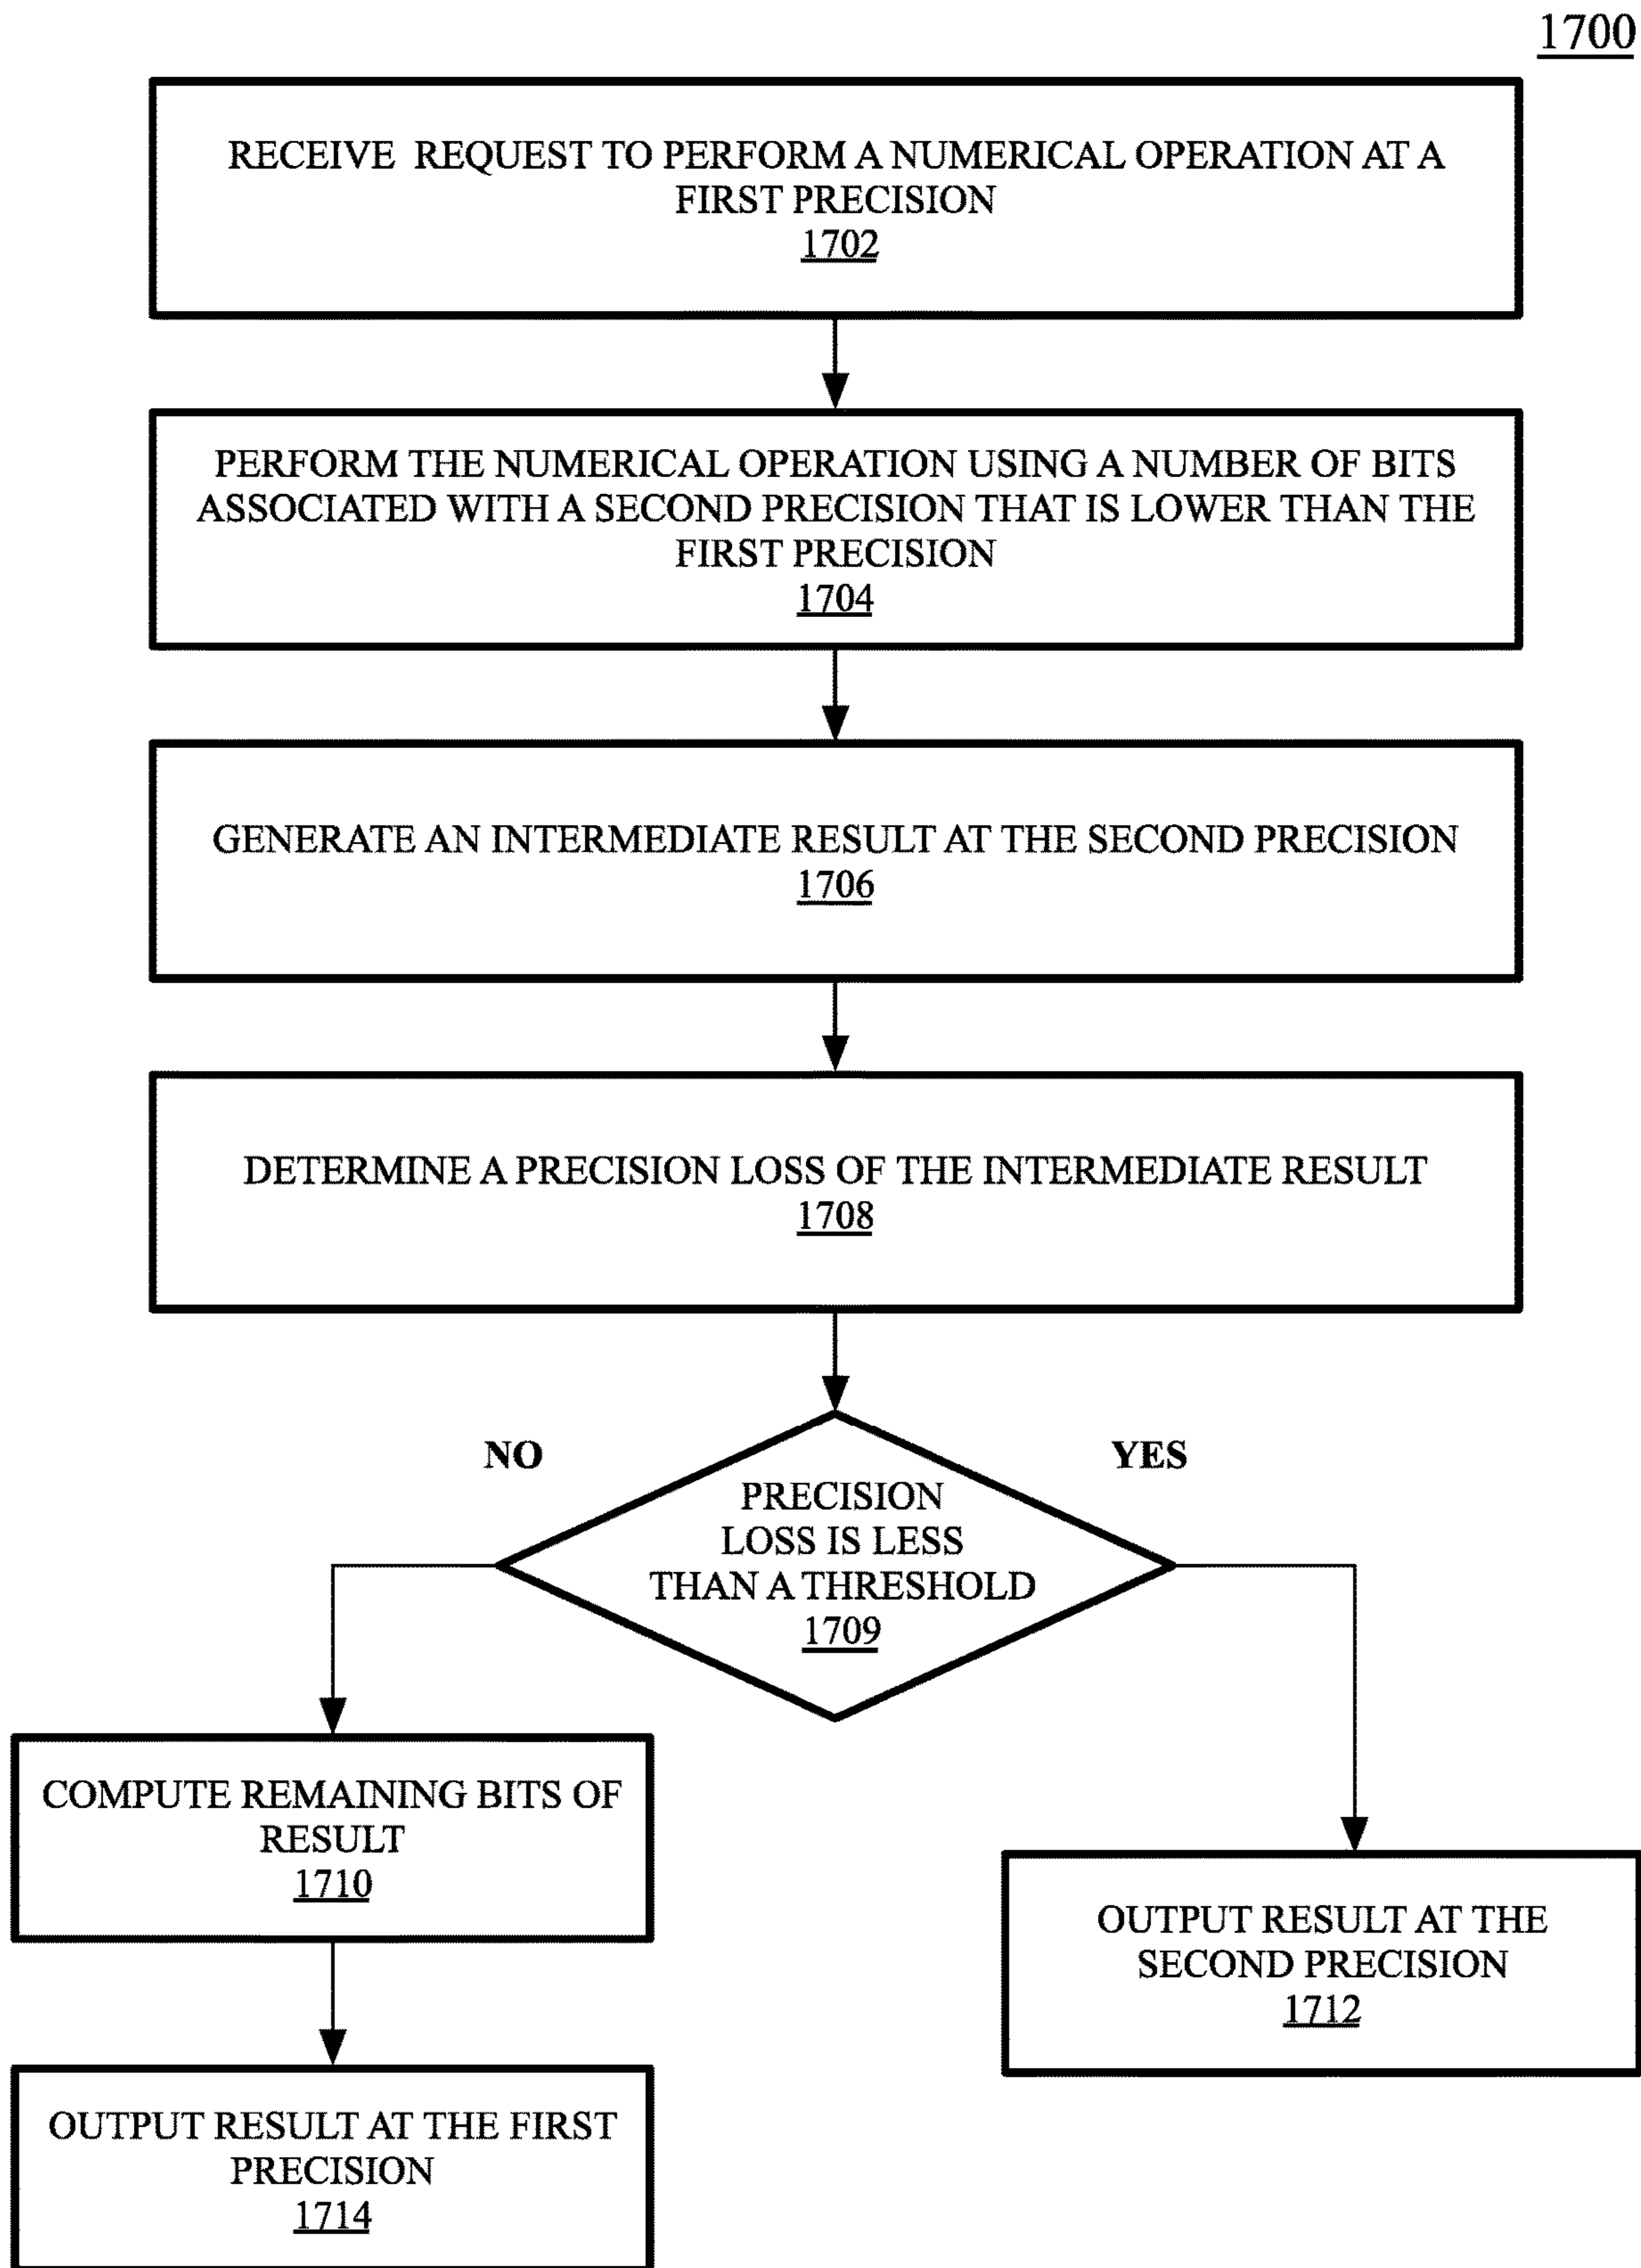 1700
RECEIVE REQUEST TO PERFORM A NUMERICAL OPERATION AT A
FIRST PRECISION
1702
PERFORM THE NUMERICAL OPERATION USING A NUMBER OF BITS
ASSOCIATED WITH A SECOND PRECISION THAT IS LOWER THAN THE
FIRST PRECISION
1704
GENERATE AN INTERMEDIATE RESULT AT THE SECOND PRECISION
1706
DETERMINE A PRECISION LOSS OF THE INTERMEDIATE RESULT
1708
NO
YES
PRECISION
LOSS IS LESS
THAN A THRESHOLD
1709
COMPUTE REMAINING BITS OF
RESULT
1710
OUTPUT RESULT AT THE
SECOND PRECISION
1712
OUTPUT RESULT AT THE FIRST
PRECISION
1714